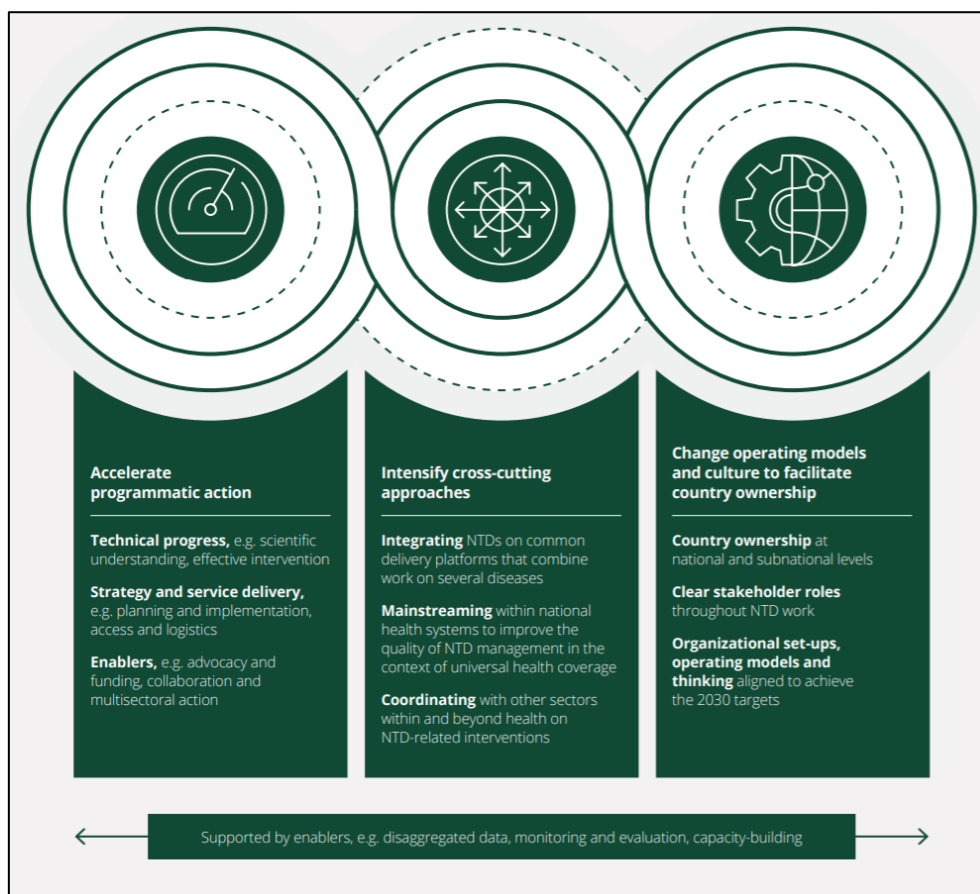 Accelerate
programmatic action
Technical progress, e.g. scientific
understanding, effective intervention
Strategy and service delivery,
e.g. planning and implementation,
access and logistics
Enablers, e.g. advocacy and
funding, collaboration and
multisectoral action
Intensify cross-cutting
approaches
Integrating NTDs on common
delivery platforms that combine
work on several diseases
Mainstreaming within national
health systems to improve the
quality of NTD management in the
context of universal health coverage
Coordinating with other sectors
within and beyond health on
NTD-related interventions
Change operating models
and culture to facilitate
country ownership
Country ownership at
national and subnational levels
Clear stakeholder roles
throughout NTD work
Organizational set-ups,
operating models and
thinking aligned to achieve
the 2030 targets
Supported by enablers, e.g. disaggregated data, monitoring and evaluation, capacity-building